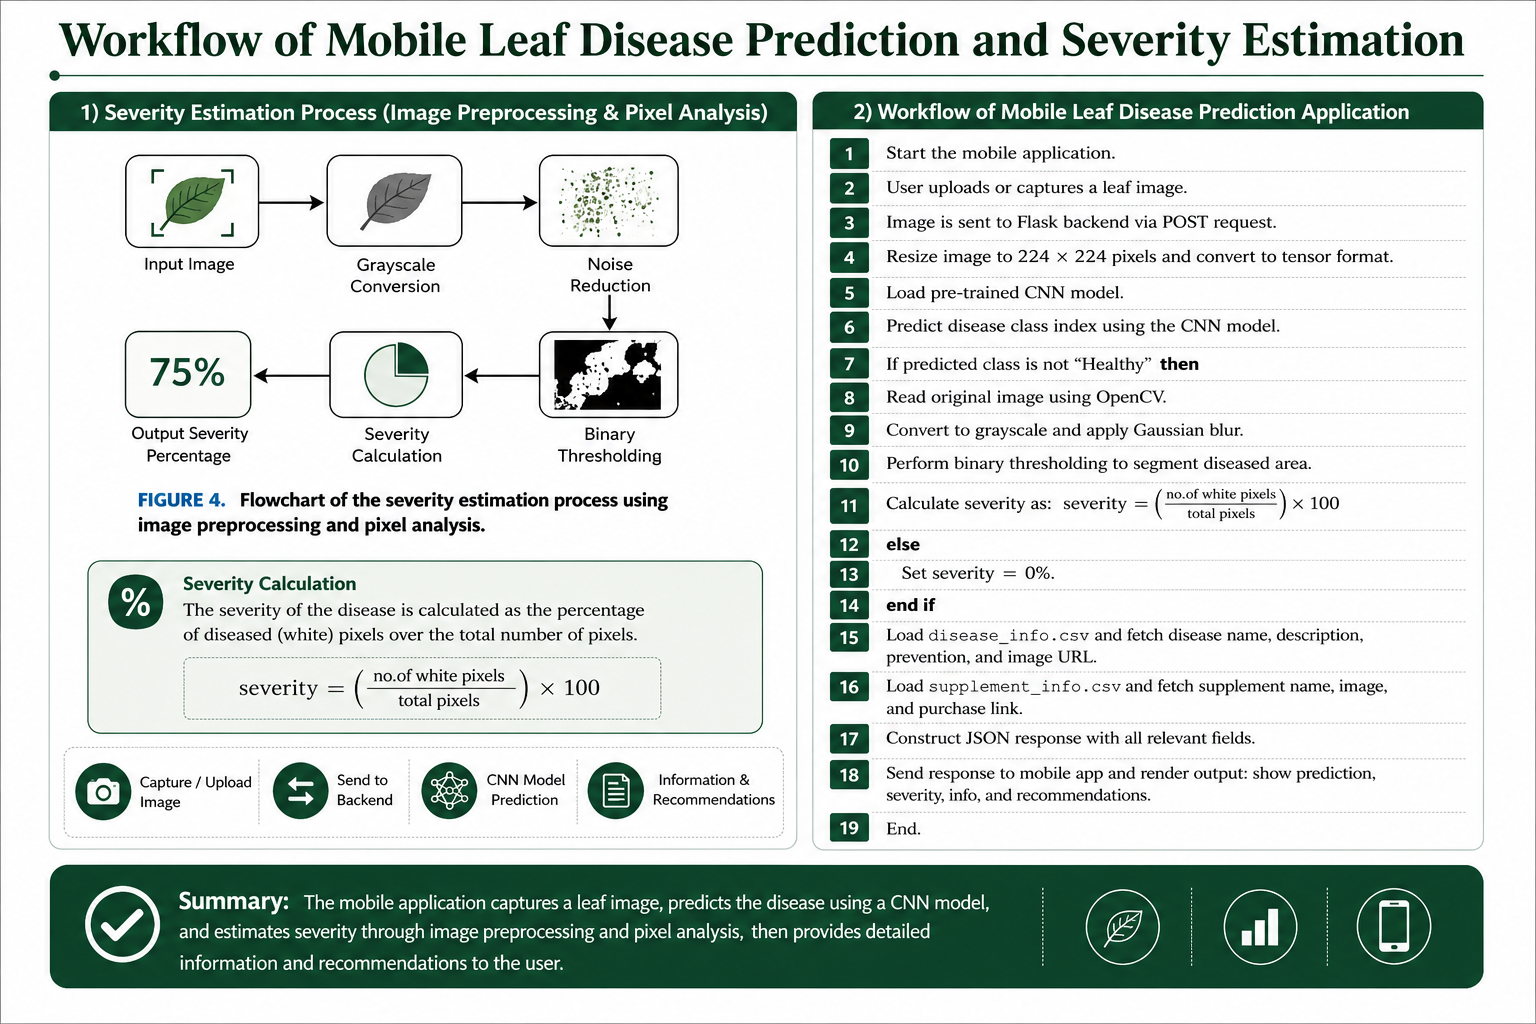 Workflow of Mobile Leaf Disease Prediction and Severity Estimation
1) Severity Estimation Process (Image Preprocessing & Pixel Analysis)
Input Image
Grayscale
Conversion
Noise
Reduction
75%
Output Severity
Percentage
Severity
Calculation
Binary
Thresholding
FIGURE 4. Flowchart of the severity estimation process using
image preprocessing and pixel analysis.
%
Severity Calculation
The severity of the disease is calculated as the percentage
of diseased (white) pixels over the total number of pixels.
severity = (no.of white pixels / total pixels) × 100
Capture / Upload
Image
Send to
Backend
CNN Model
Prediction
Information &
Recommendations
2) Workflow of Mobile Leaf Disease Prediction Application
1 Start the mobile application.
2 User uploads or captures a leaf image.
3 Image is sent to Flask backend via POST request.
4 Resize image to 224 × 224 pixels and convert to tensor format.
5 Load pre-trained CNN model.
6 Predict disease class index using the CNN model.
7 If predicted class is not “Healthy” then
8 Read original image using OpenCV.
9 Convert to grayscale and apply Gaussian blur.
10 Perform binary thresholding to segment diseased area.
11 Calculate severity as: severity = (no.of white pixels / total pixels) × 100
12 else
13 Set severity = 0%.
14 end if
15 Load disease_info.csv and fetch disease name, description,
prevention, and image URL.
16 Load supplement_info.csv and fetch supplement name, image,
and purchase link.
17 Construct JSON response with all relevant fields.
18 Send response to mobile app and render output: show prediction,
severity, info, and recommendations.
19 End.
Summary: The mobile application captures a leaf image, predicts the disease using a CNN model,
and estimates severity through image preprocessing and pixel analysis, then provides detailed
information and recommendations to the user.